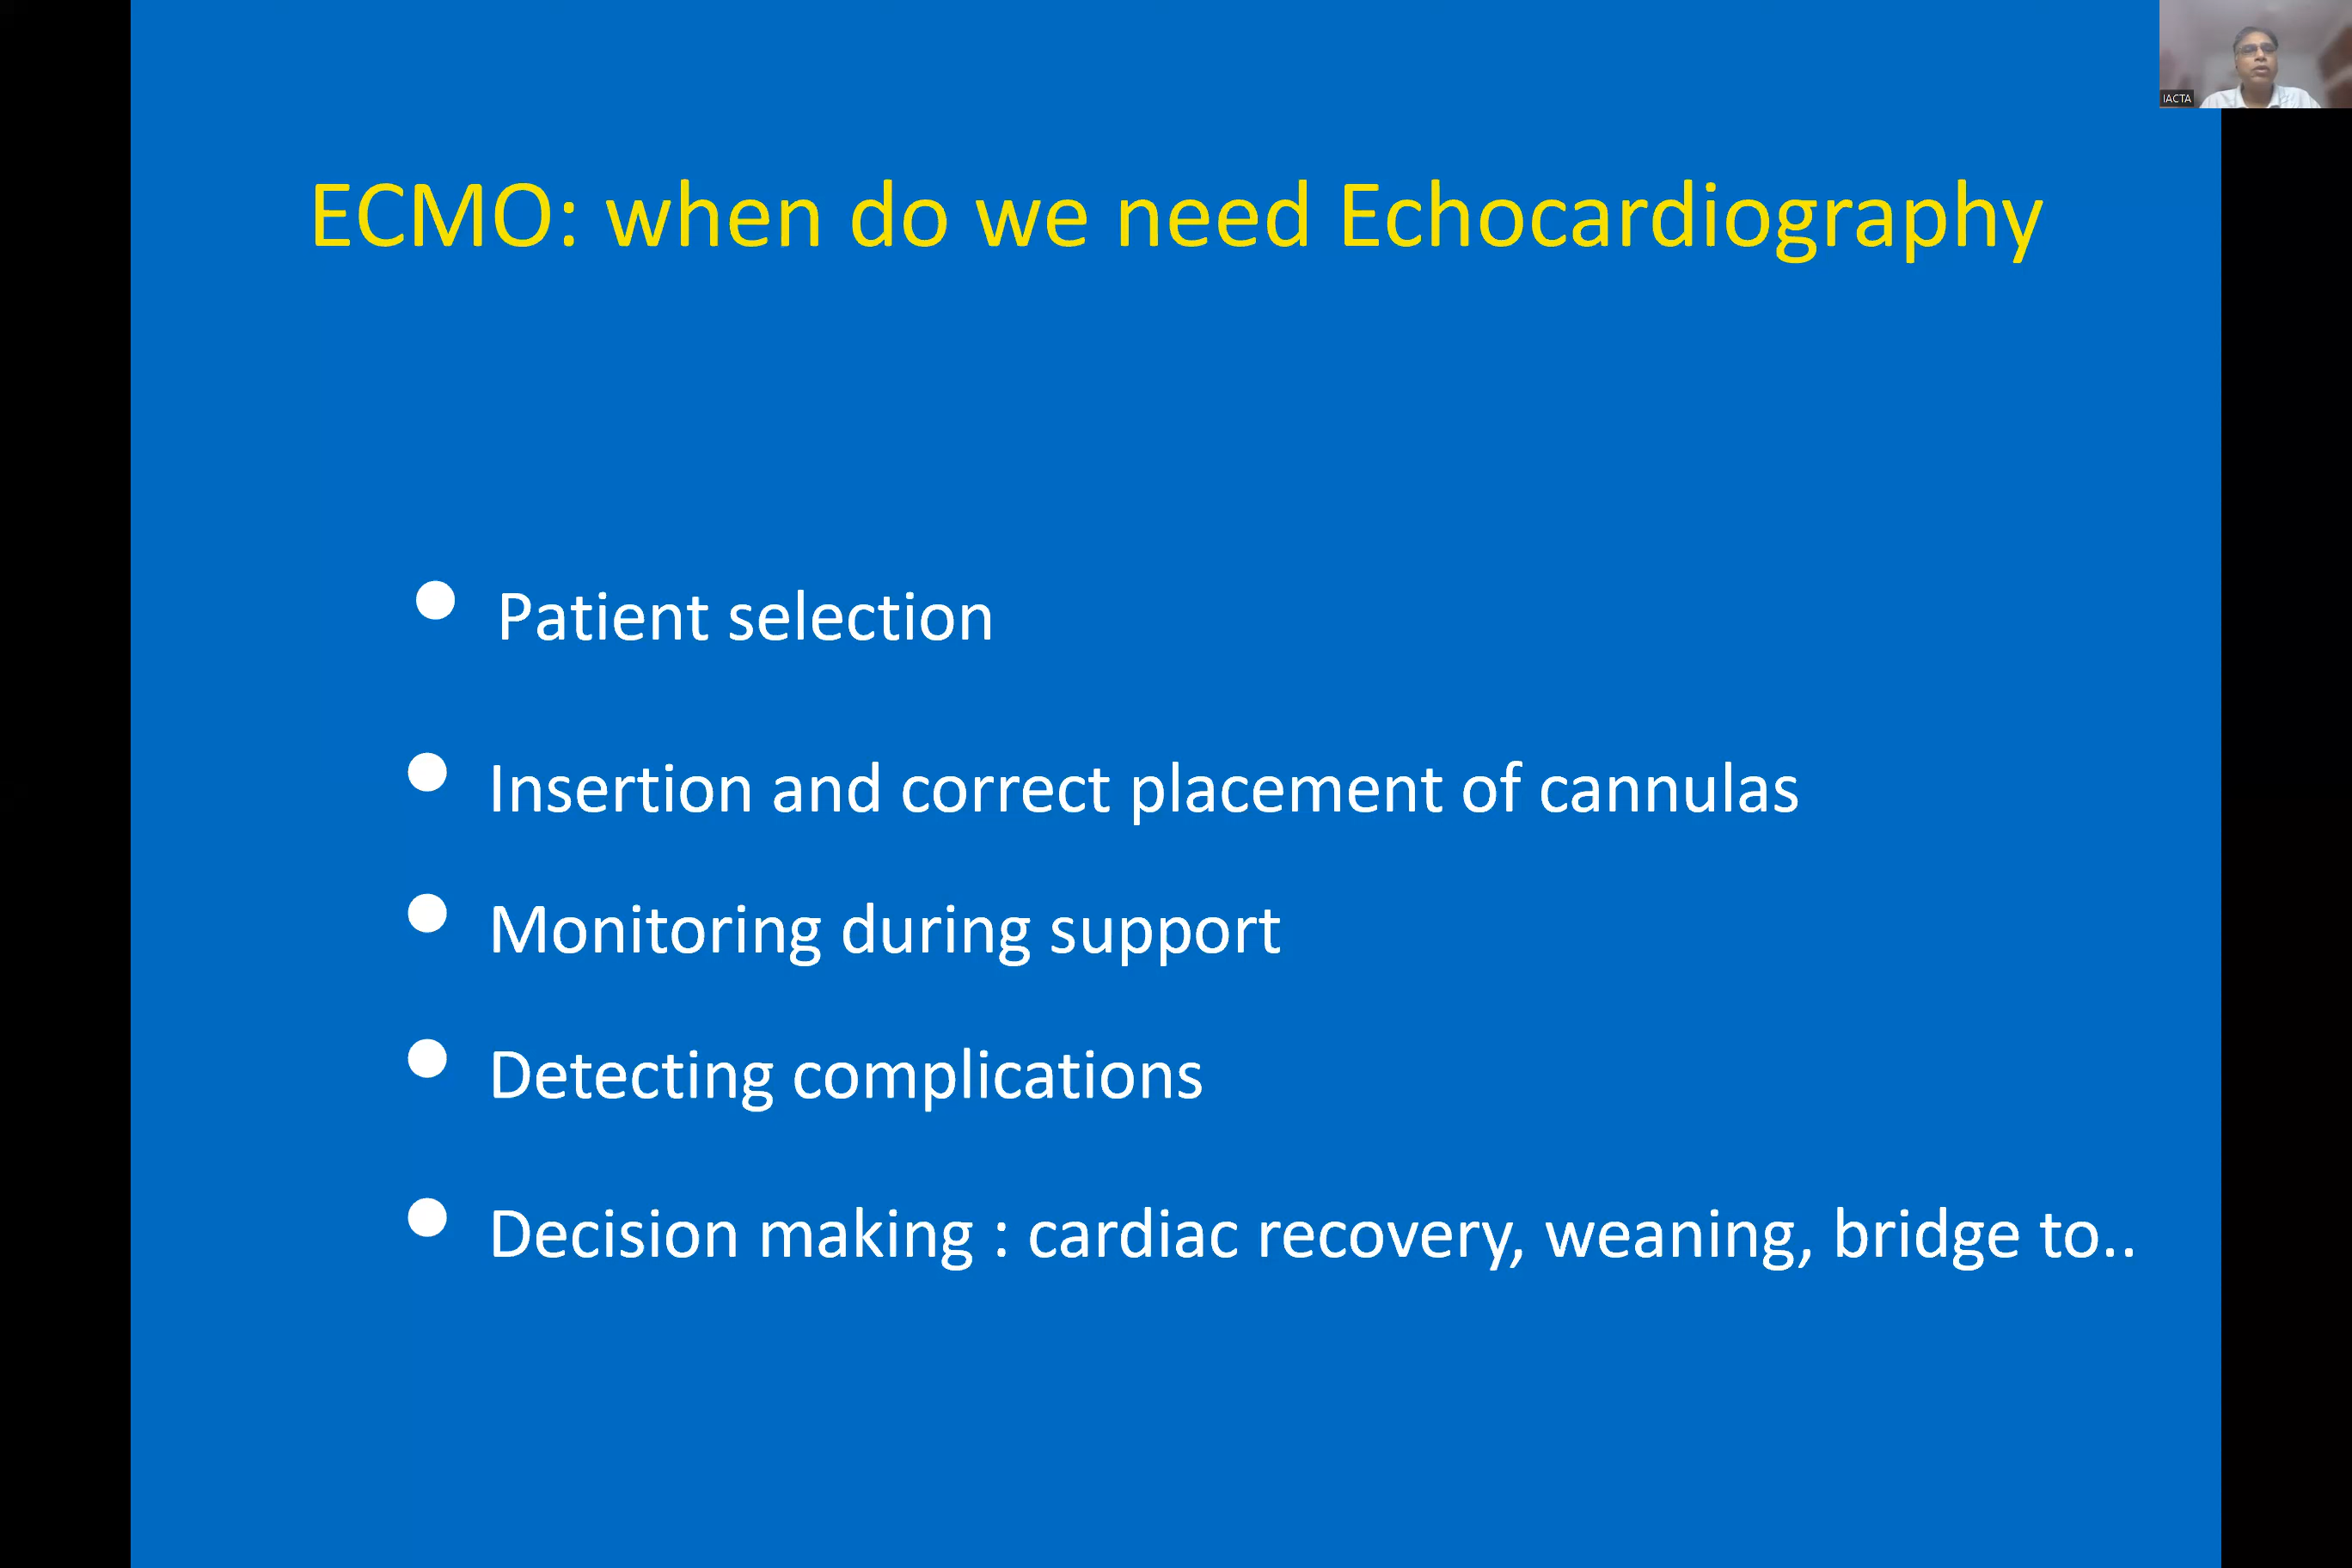 IACTA
ECMO: when do we need Echocardiography
• Patient selection
• Insertion and correct placement of cannulas
• Monitoring during support
• Detecting complications
• Decision making : cardiac recovery, weaning, bridge to..